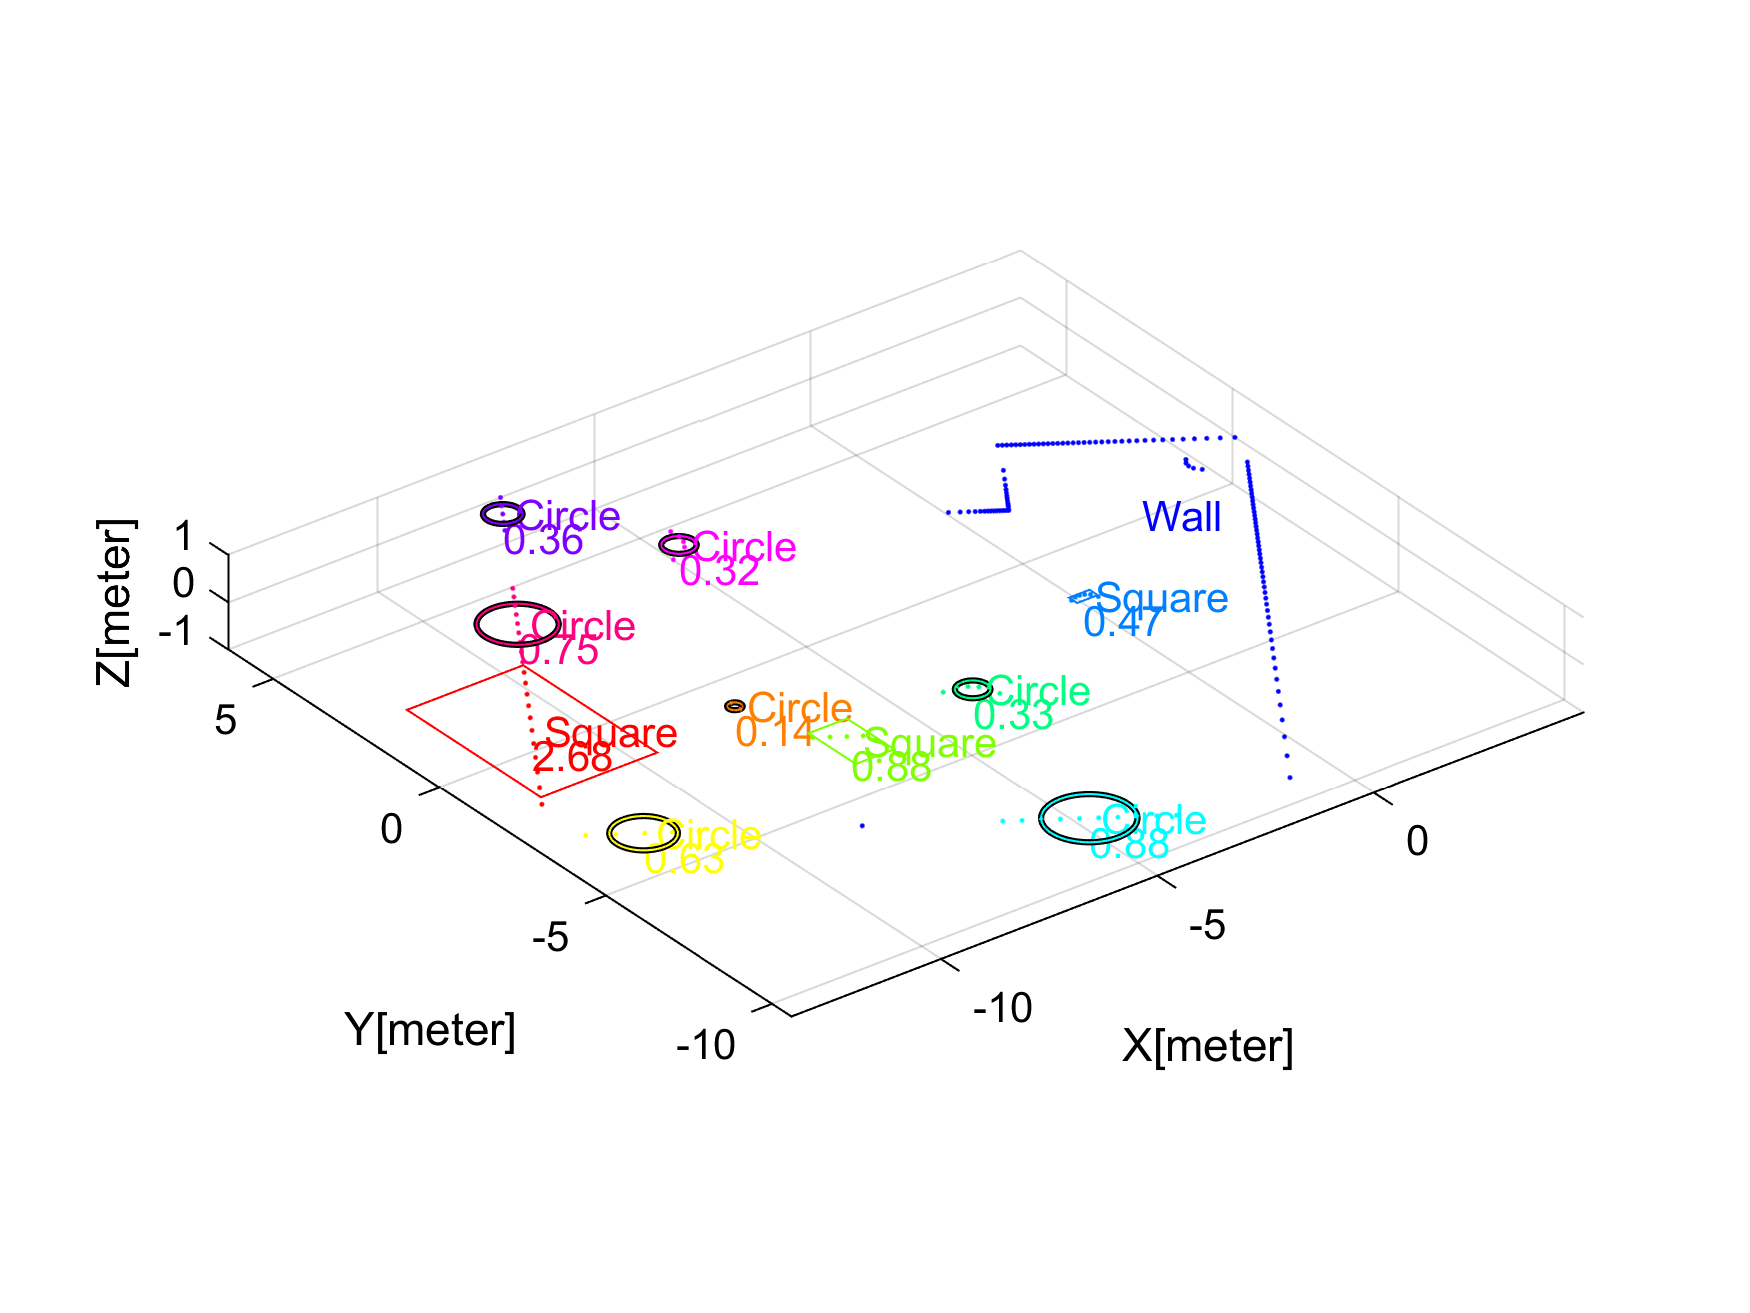 Circle
0.36
Circle
0.32
Wall
1
0
-1
Z[meter]
Circle
0.75
Square
0.47
Circle
0.33
Circle
0.14
Square
2.68
Square
0.88
Circle
0.63
Circle
0.88
5
0
-5
-10
Y[meter]
0
-5
-10
X[meter]